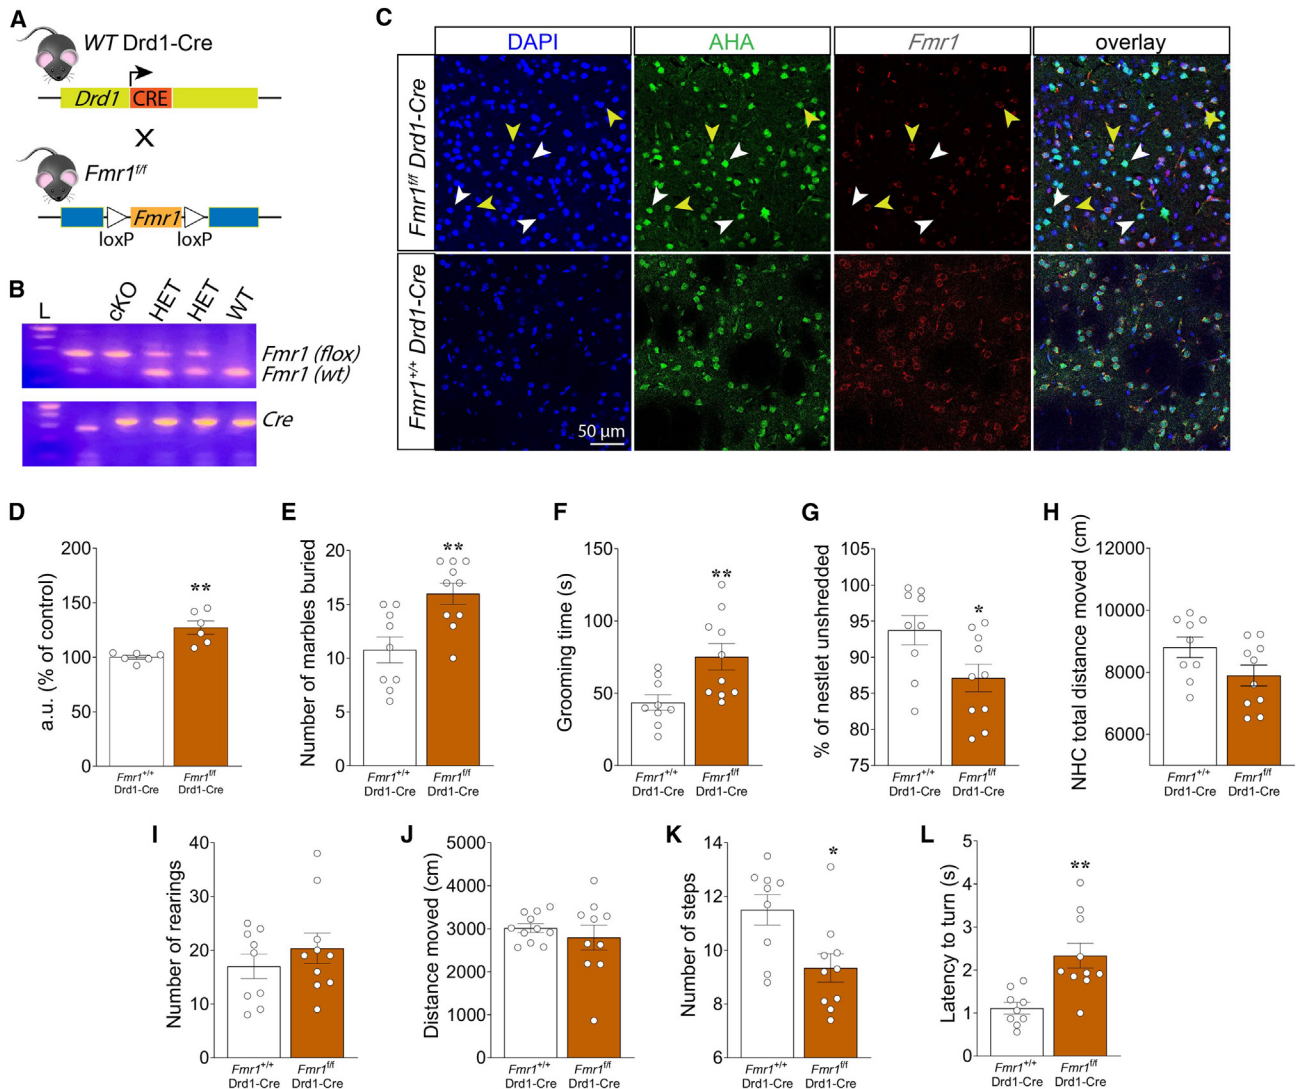 A
WT Drd1-Cre
Drd1 CRE
X
Fmr1f/f
Fmr1
loxP loxP
B
L cKO HET HET WT
Fmr1 (flox)
Fmr1 (wt)
Cre
C
DAPI AHA Fmr1 overlay
Fmr1f/f Drd1-Cre
Fmr1+/+ Drd1-Cre
50 μm
D
a.u. (% of control)
200
150
100
50
0
**
Fmr1+/+ Fmr1f/f
Drd1-Cre Drd1-Cre
E
Number of marbles buried
20
15
10
5
0
**
Fmr1+/+ Fmr1f/f
Drd1-Cre Drd1-Cre
F
Grooming time (s)
150
100
50
0
**
Fmr1+/+ Fmr1f/f
Drd1-Cre Drd1-Cre
G
% of nestlet unshredded
105
100
95
90
85
80
75
*
Fmr1+/+ Fmr1f/f
Drd1-Cre Drd1-Cre
H
NHC total distance moved (cm)
12000
10000
8000
6000
Fmr1+/+ Fmr1f/f
Drd1-Cre Drd1-Cre
I
Number of rearings
40
30
20
10
0
Fmr1+/+ Fmr1f/f
Drd1-Cre Drd1-Cre
J
Distance moved (cm)
5000
4000
3000
2000
1000
0
Fmr1+/+ Fmr1f/f
Drd1-Cre Drd1-Cre
K
Number of steps
14
12
10
8
6
*
Fmr1+/+ Fmr1f/f
Drd1-Cre Drd1-Cre
L
Latency to turn (s)
5
4
3
2
1
0
**
Fmr1+/+ Fmr1f/f
Drd1-Cre Drd1-Cre